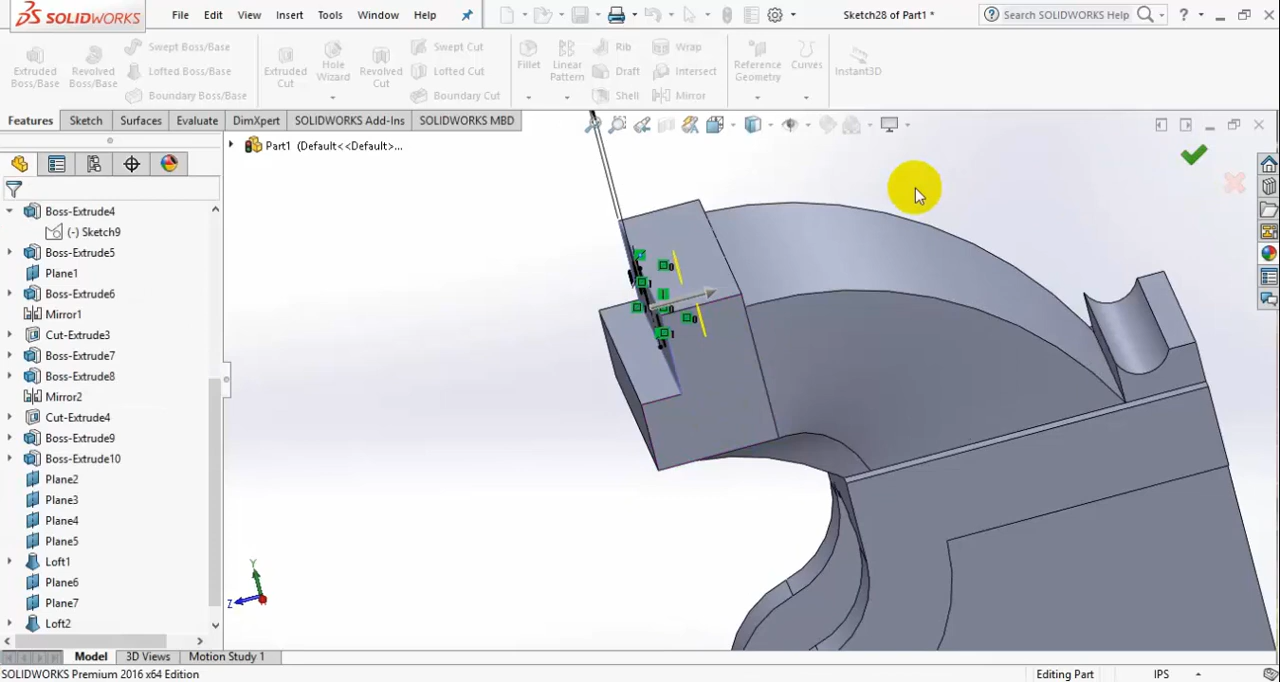 SOLIDWORKS File Edit View Insert Tools Window Help Sketch28 of Part1 * Search SOLIDWORKS Help ?
Extruded Boss/Base Revolved Boss/Base Swept Boss/Base Lofted Boss/Base Boundary Boss/Base Extruded Cut Hole Wizard Revolved Cut Swept Cut Lofted Cut Boundary Cut Fillet Linear Pattern Rib Draft Shell Wrap Intersect Mirror Reference Geometry Curves Instant3D
Features Sketch Surfaces Evaluate DimXpert SOLIDWORKS Add-Ins SOLIDWORKS MBD
Part1 (Default<<Default>...
Boss-Extrude4
(-) Sketch9
Boss-Extrude5
Plane1
Boss-Extrude6
Mirror1
Cut-Extrude3
Boss-Extrude7
Boss-Extrude8
Mirror2
Cut-Extrude4
Boss-Extrude9
Boss-Extrude10
Plane2
Plane3
Plane4
Plane5
Loft1
Plane6
Plane7
Loft2
Y
Z
Model 3D Views Motion Study 1
SOLIDWORKS Premium 2016 x64 Edition Editing Part IPS